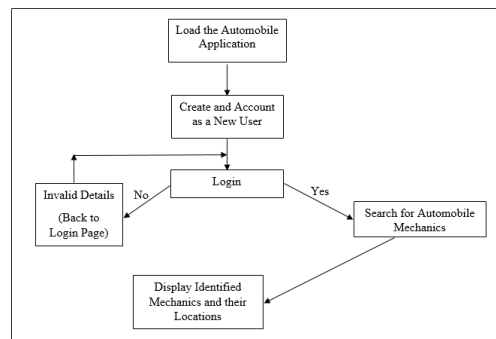 Load the Automobile
Application
Create and Account
as a New User
Login
No
Yes
Invalid Details
(Back to
Login Page)
Search for Automobile
Mechanics
Display Identified
Mechanics and their
Locations